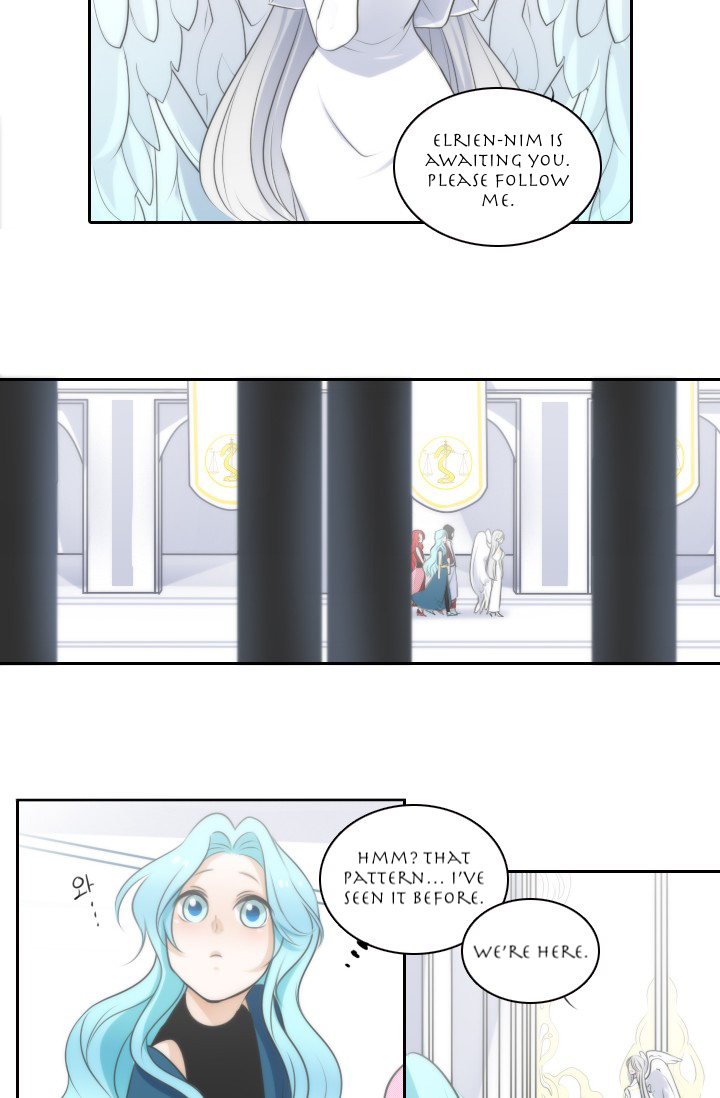 ELRIEN-NIM IS
AWAITING YOU.
PLEASE FOLLOW
ME.
와...
HMM? THAT
PATTERN... I'VE
SEEN IT BEFORE.
WE'RE HERE.